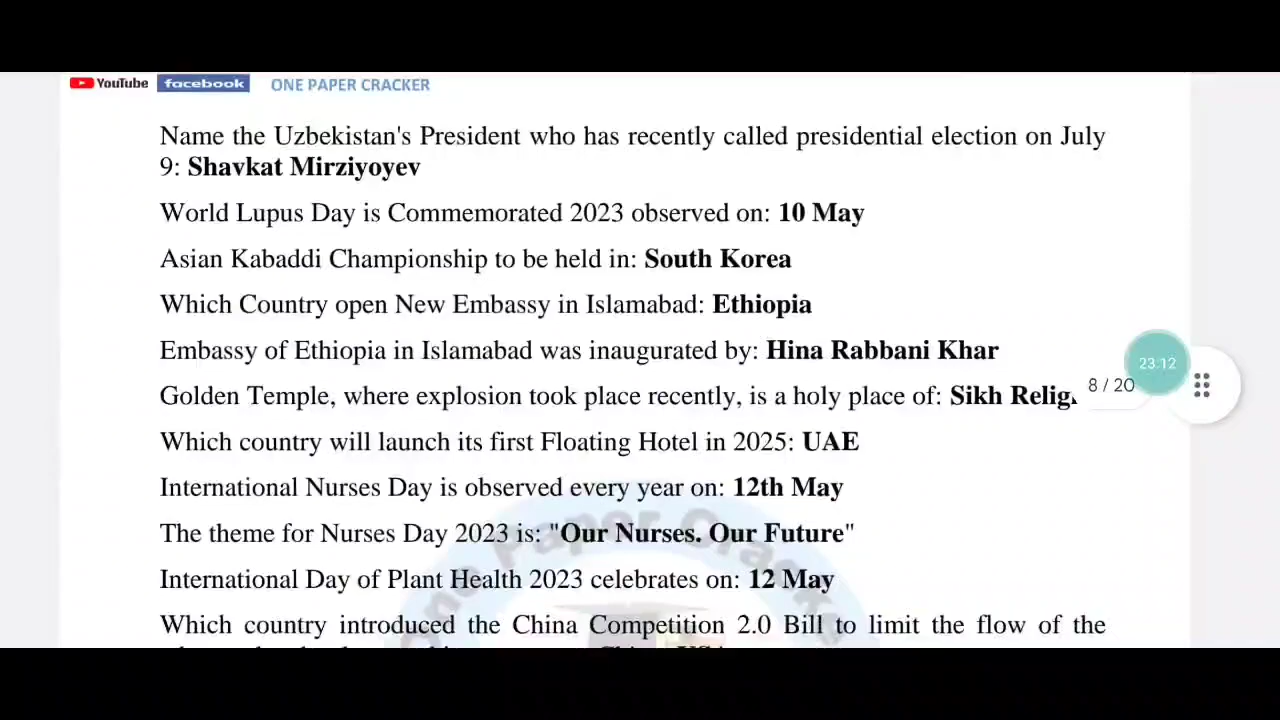 YouTube facebook ONE PAPER CRACKER
Name the Uzbekistan's President who has recently called presidential election on July
9: Shavkat Mirziyoyev
World Lupus Day is Commemorated 2023 observed on: 10 May
Asian Kabaddi Championship to be held in: South Korea
Which Country open New Embassy in Islamabad: Ethiopia
Embassy of Ethiopia in Islamabad was inaugurated by: Hina Rabbani Khar
23:12
8 / 20
Golden Temple, where explosion took place recently, is a holy place of: Sikh
Which country will launch its first Floating Hotel in 2025: UAE
International Nurses Day is observed every year on: 12th May
The theme for Nurses Day 2023 is: "Our Nurses. Our Future"
International Day of Plant Health 2023 celebrates on: 12 May
Which country introduced the China Competition 2.0 Bill to limit the flow of the
One Paper Cracke